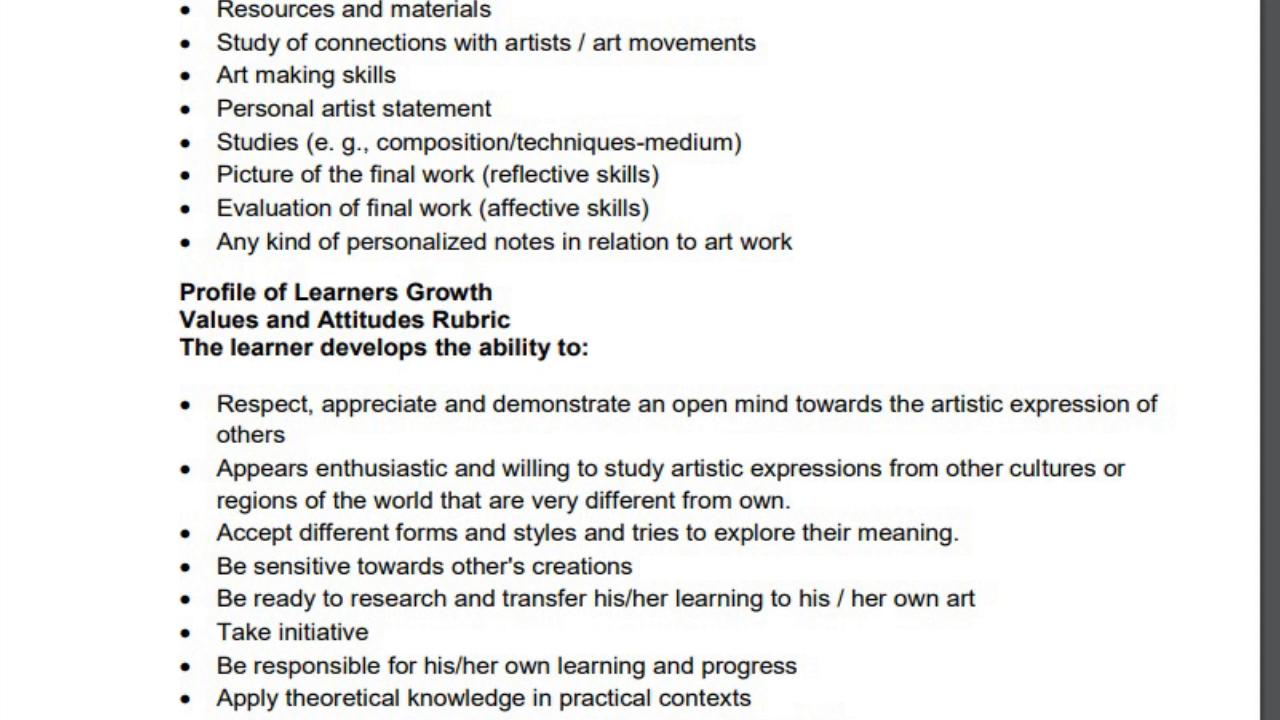 • Resources and materials
• Study of connections with artists / art movements
• Art making skills
• Personal artist statement
• Studies (e. g., composition/techniques-medium)
• Picture of the final work (reflective skills)
• Evaluation of final work (affective skills)
• Any kind of personalized notes in relation to art work
Profile of Learners Growth
Values and Attitudes Rubric
The learner develops the ability to:
• Respect, appreciate and demonstrate an open mind towards the artistic expression of
others
• Appears enthusiastic and willing to study artistic expressions from other cultures or
regions of the world that are very different from own.
• Accept different forms and styles and tries to explore their meaning.
• Be sensitive towards other's creations
• Be ready to research and transfer his/her learning to his / her own art
• Take initiative
• Be responsible for his/her own learning and progress
• Apply theoretical knowledge in practical contexts